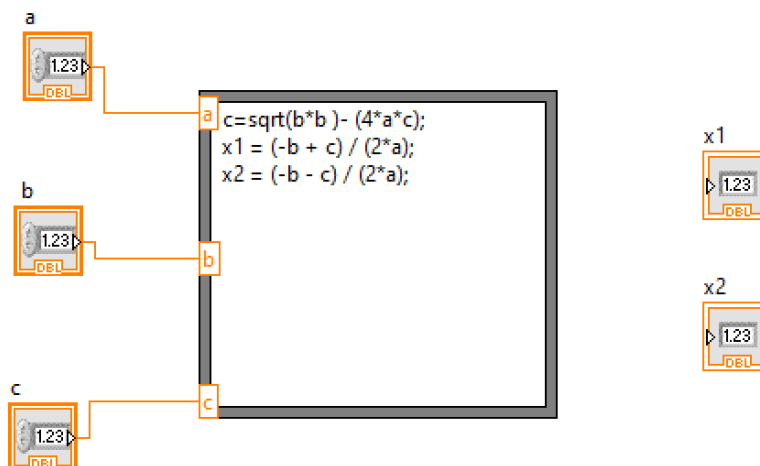 a
1.23
DBL
a
c=sqrt(b*b )- (4*a*c);
x1 = (-b + c) / (2*a);
x2 = (-b - c) / (2*a);
x1
1.23
DBL
b
1.23
DBL
b
x2
1.23
DBL
c
1.23
DBL
c